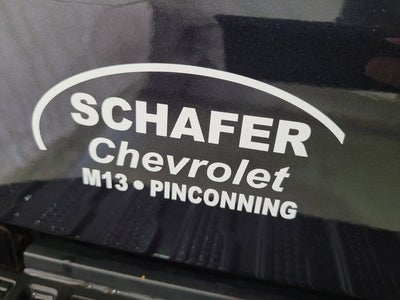 SCHAFER
Chevrolet
M13 • PINCONNING